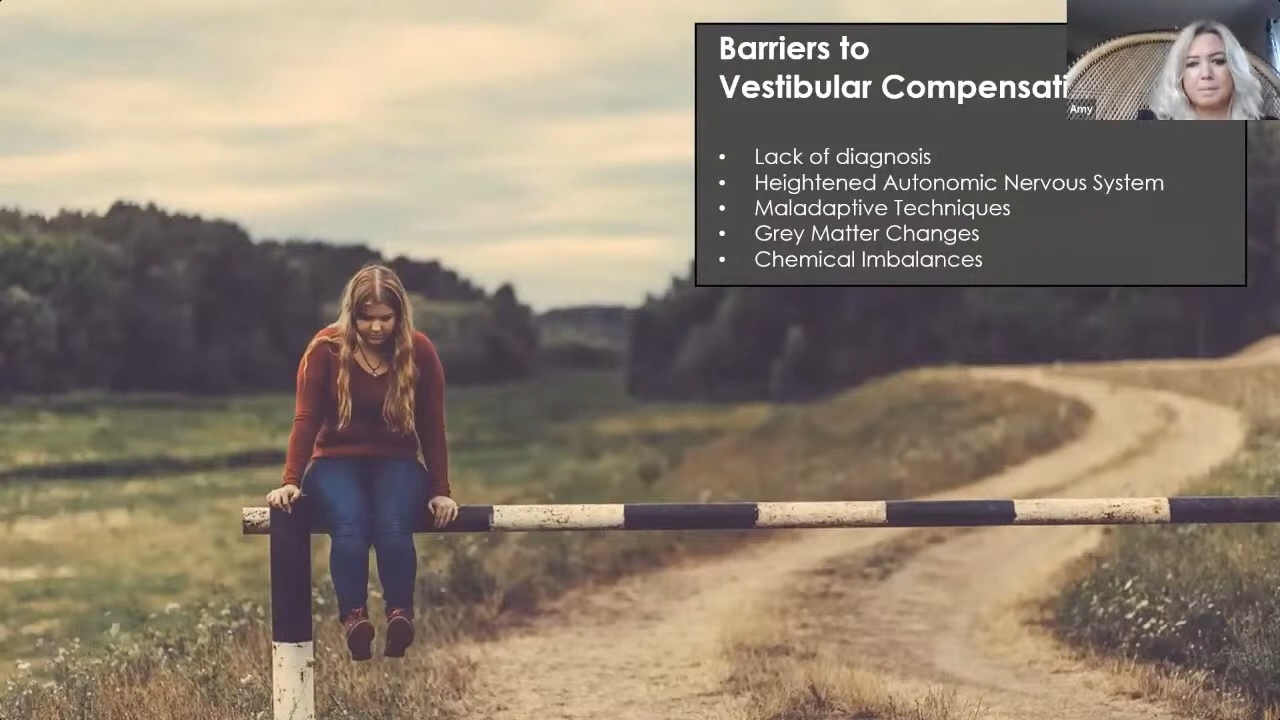 Barriers to
Vestibular Compensati
Amy
• Lack of diagnosis
• Heightened Autonomic Nervous System
• Maladaptive Techniques
• Grey Matter Changes
• Chemical Imbalances